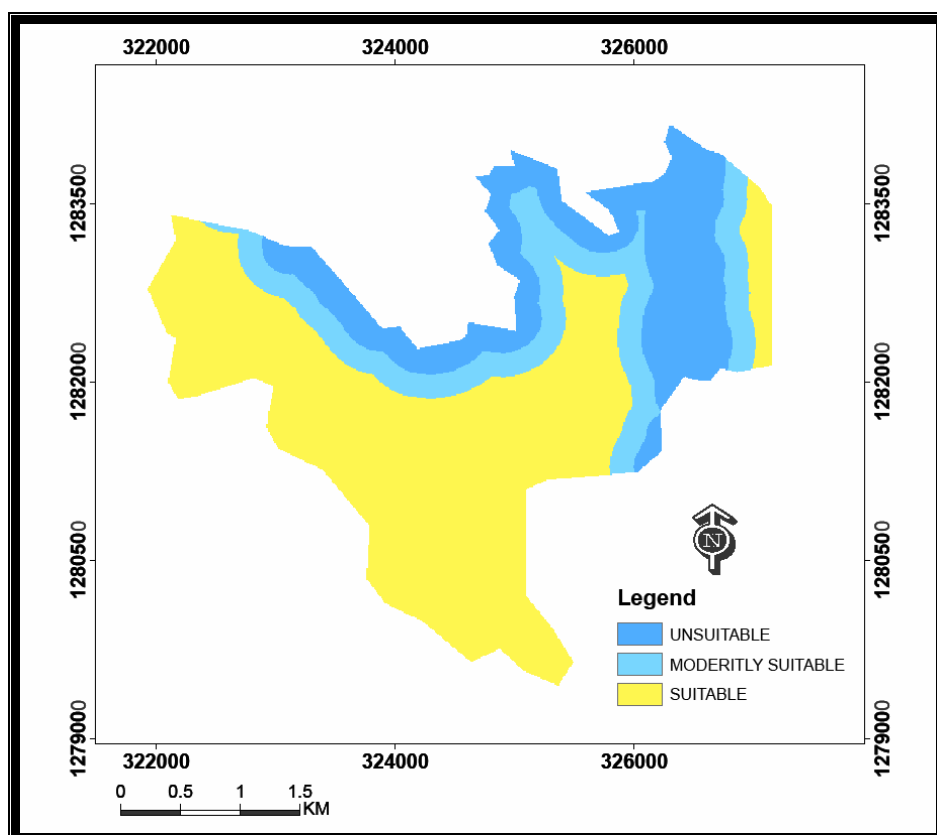 322000 324000 326000
1283500 1283500
1282000 1282000
1280500 1280500
1279000 1279000
N
Legend
UNSUITABLE
MODERITLY SUITABLE
SUITABLE
322000 324000 326000
0 0.5 1 1.5
KM